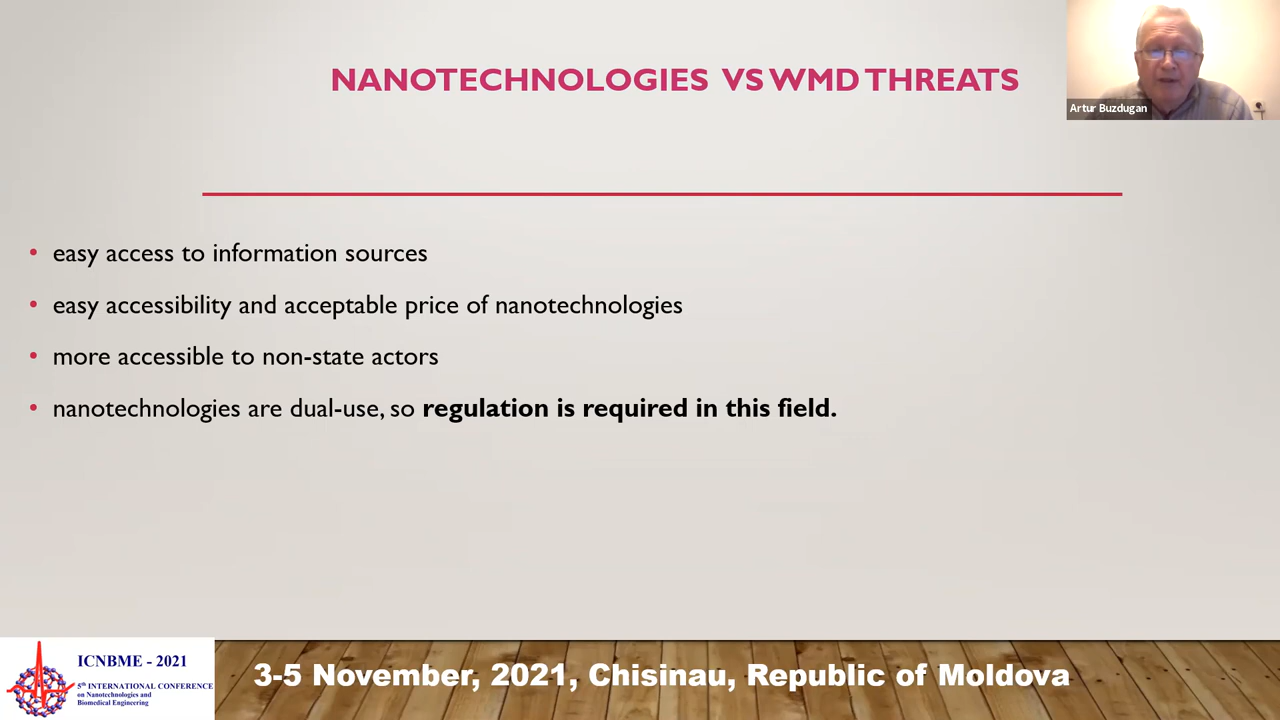 NANOTECHNOLOGIES VS WMD THREATS
Artur Buzdugan
easy access to information sources
easy accessibility and acceptable price of nanotechnologies
more accessible to non-state actors
nanotechnologies are dual-use, so regulation is required in this field.
ICNBME - 2021
5th INTERNATIONAL CONFERENCE
on Nanotechnologies and
Biomedical Engineering
3-5 November, 2021, Chisinau, Republic of Moldova